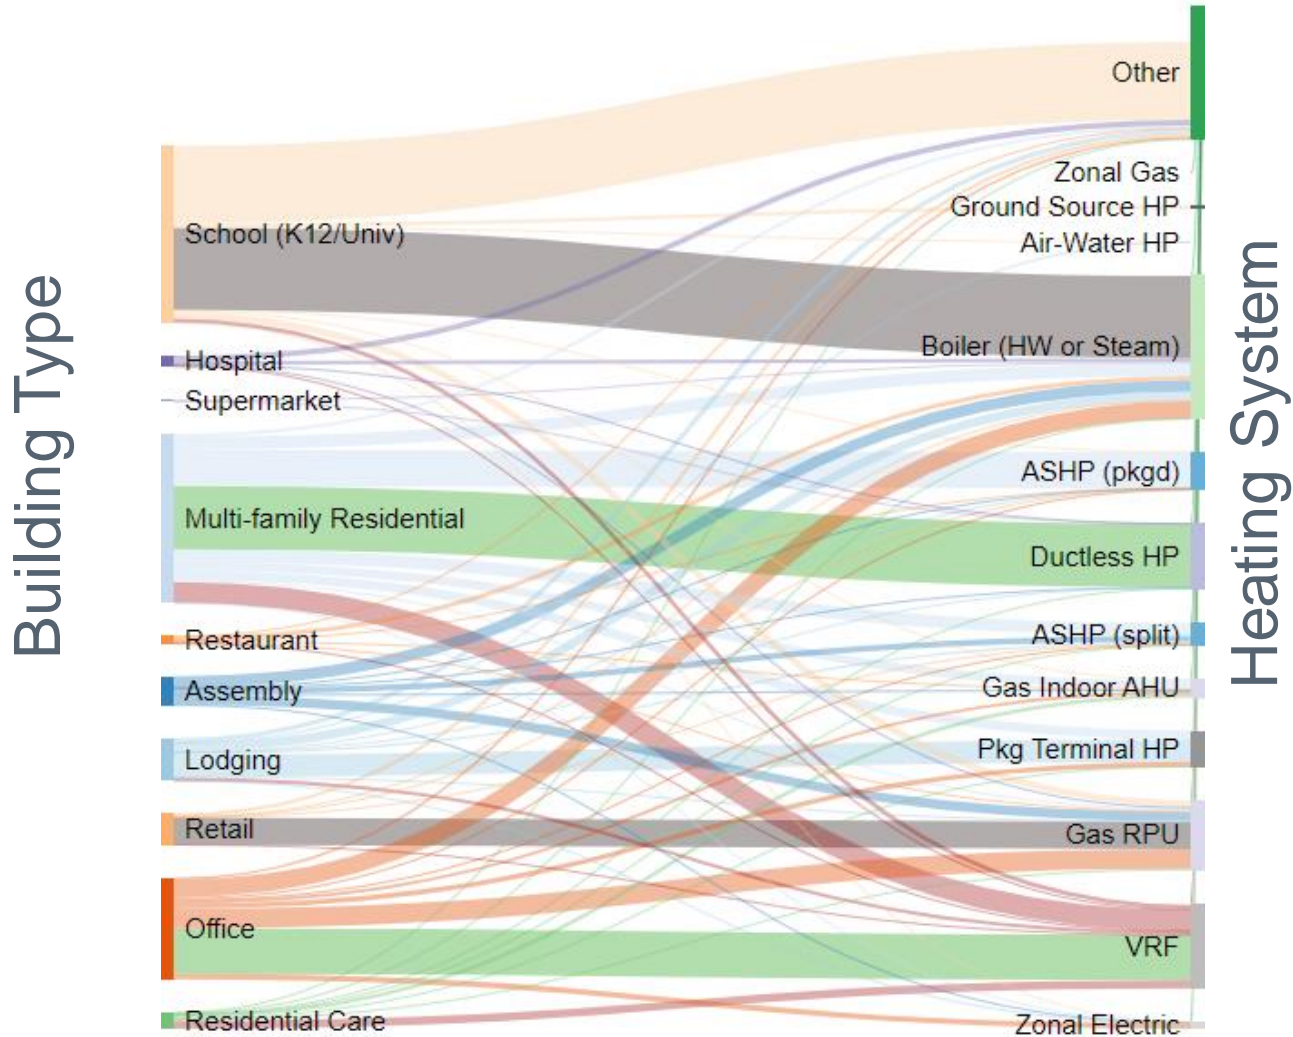 Building Type
School (K12/Univ)
Hospital
Supermarket
Multi-family Residential
Restaurant
Assembly
Lodging
Retail
Office
Residential Care
Other
Zonal Gas
Ground Source HP
Air-Water HP
Boiler (HW or Steam)
ASHP (pkgd)
Ductless HP
ASHP (split)
Gas Indoor AHU
Pkg Terminal HP
Gas RPU
VRF
Zonal Electric
Heating System